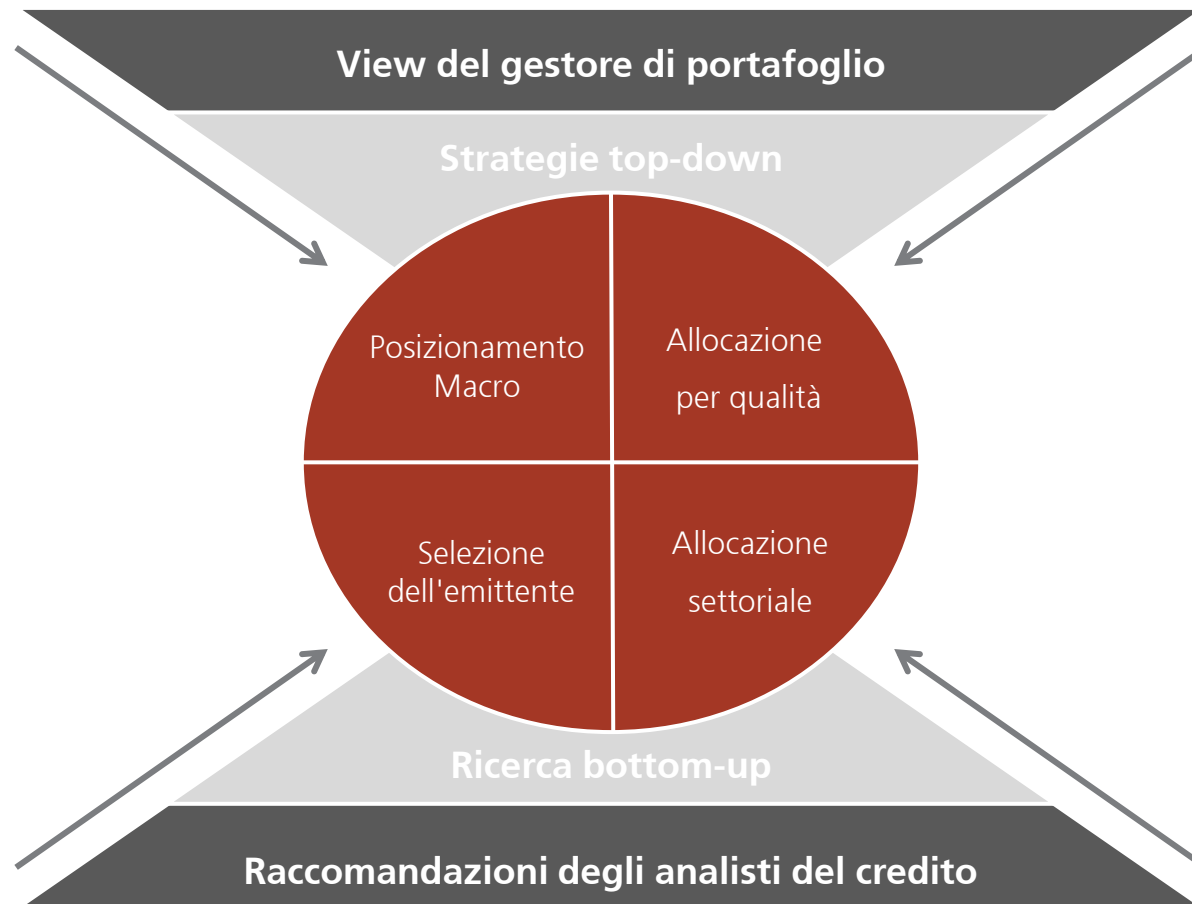 View del gestore di portafoglio
Strategie top-down
Posizionamento
Macro
Allocazione
per qualità
Selezione
dell'emittente
Allocazione
settoriale
Ricerca bottom-up
Raccomandazioni degli analisti del credito